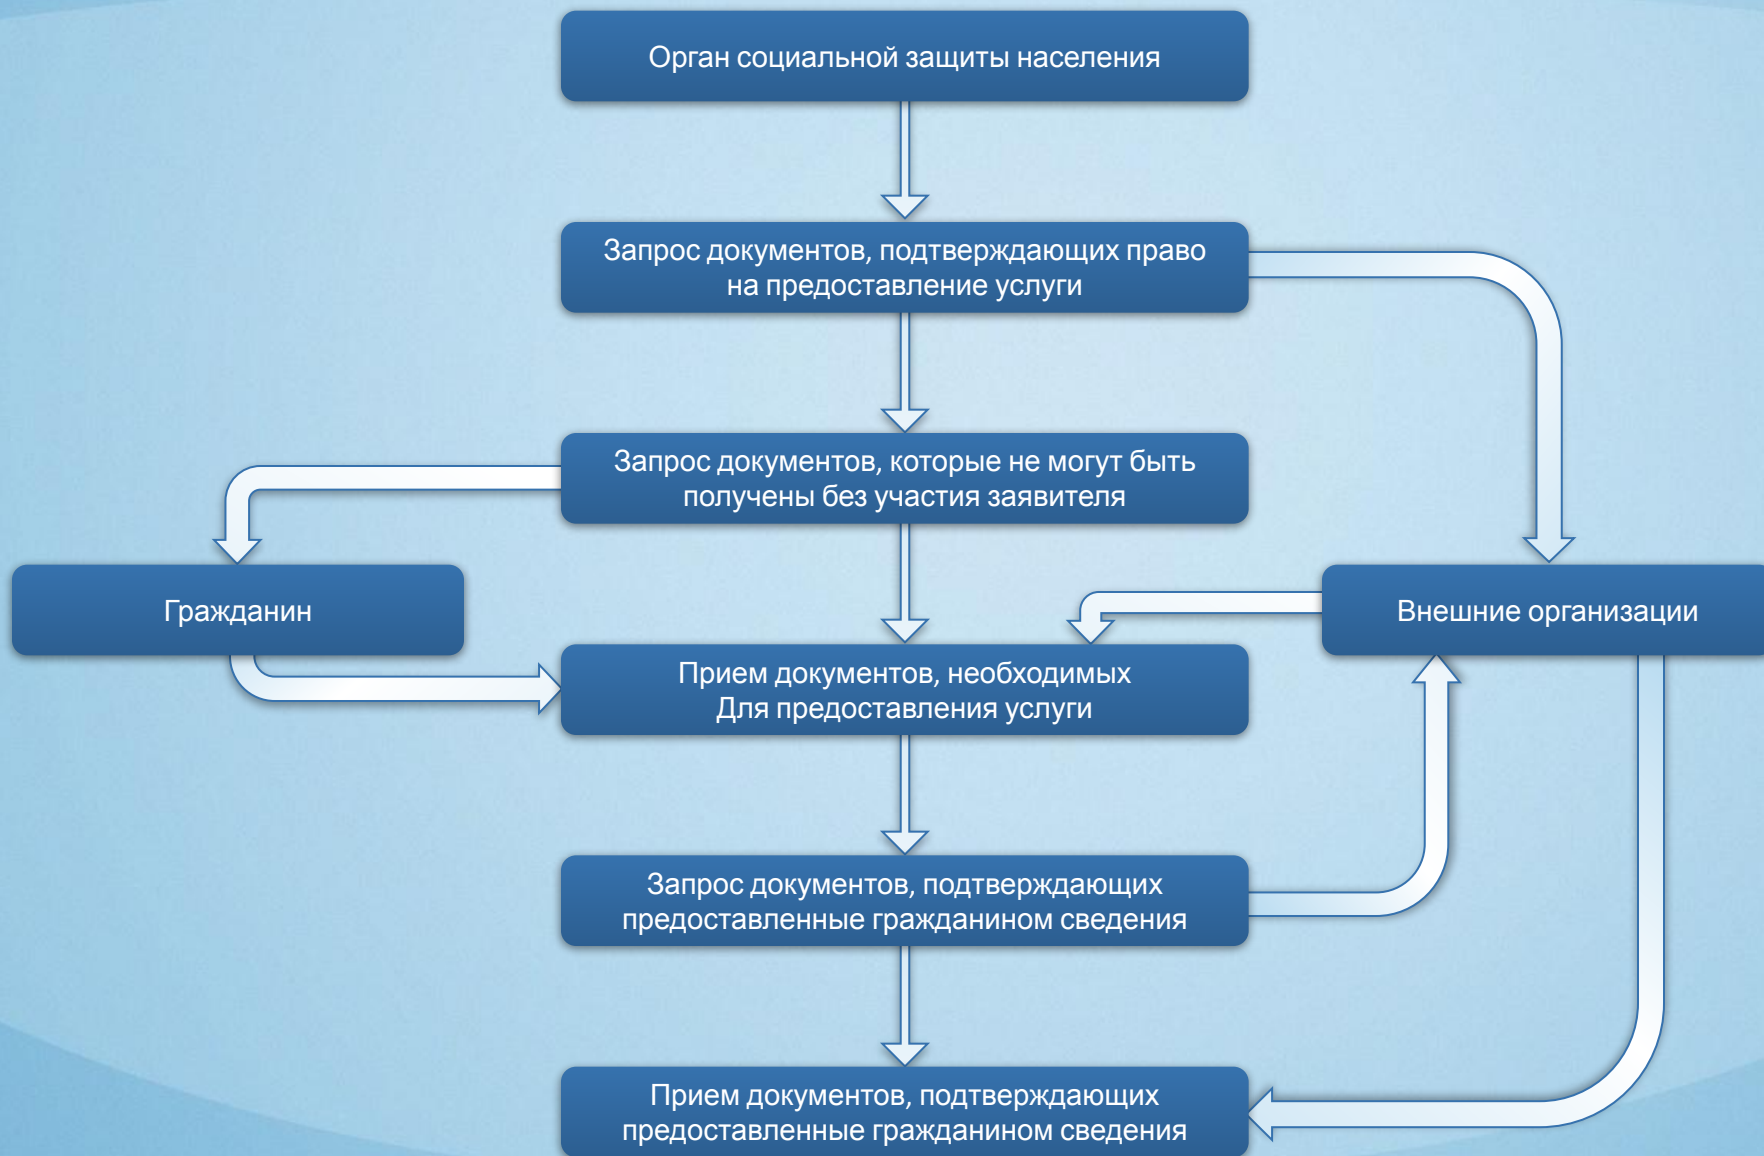 Орган социальной защиты населения
Запрос документов, подтверждающих право
на предоставление услуги
Запрос документов, которые не могут быть
получены без участия заявителя
Гражданин
Внешние организации
Прием документов, необходимых
Для предоставления услуги
Запрос документов, подтверждающих
предоставленные гражданином сведения
Прием документов, подтверждающих
предоставленные гражданином сведения